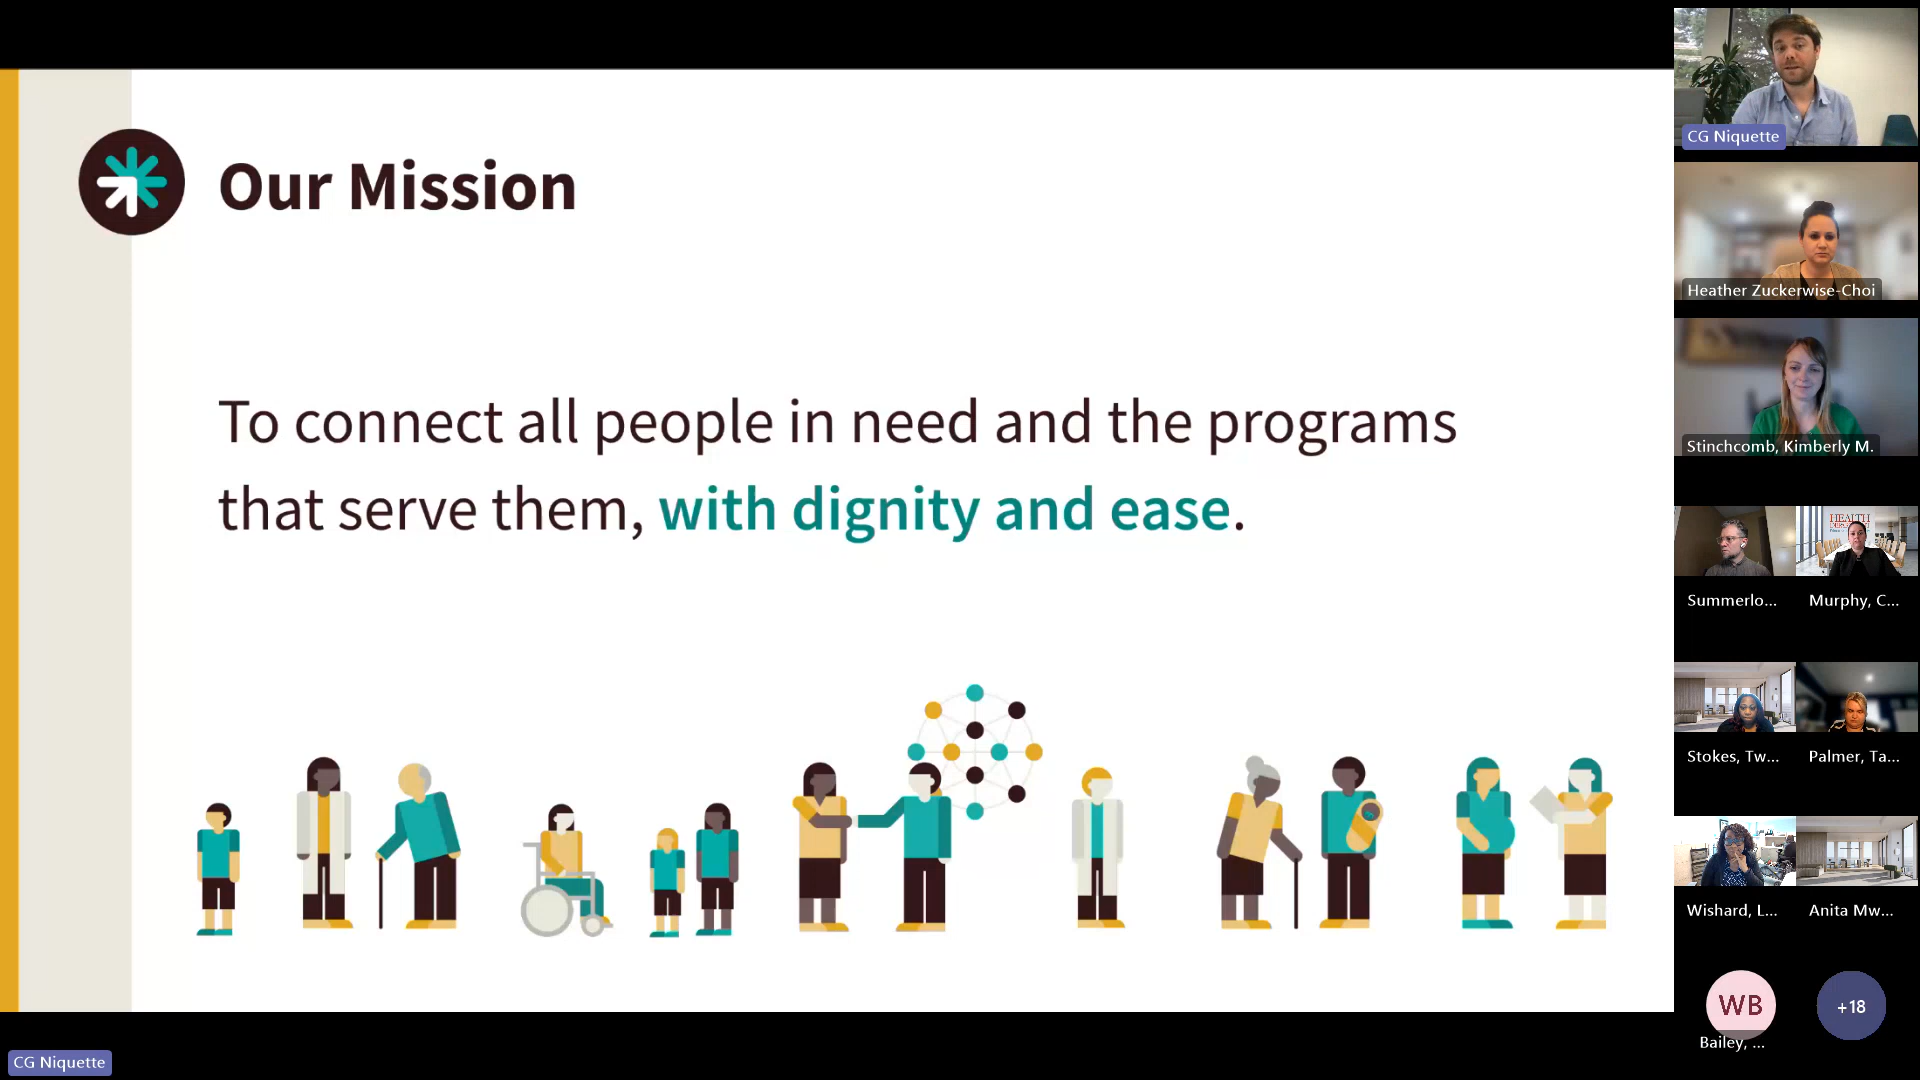 Our Mission
To connect all people in need and the programs
that serve them, with dignity and ease.
CG Niquette
CG Niquette
Heather Zuckerwise-Choi
Stinchcomb, Kimberly M.
HEALTH
Summerlo...
Murphy, C...
Stokes, Tw...
Palmer, Ta...
Wishard, L...
Anita Mw...
WB
+18
Bailey, ...